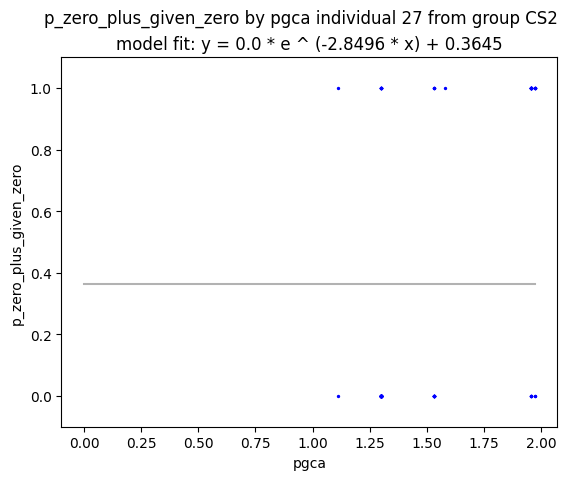 p_zero_plus_given_zero by pgca individual 27 from group CS2
model fit: y = 0.0 * e ^ (-2.8496 * x) + 0.3645
1.0
0.8
0.6
0.4
0.2
0.0
p_zero_plus_given_zero
0.00 0.25 0.50 0.75 1.00 1.25 1.50 1.75 2.00
pgca